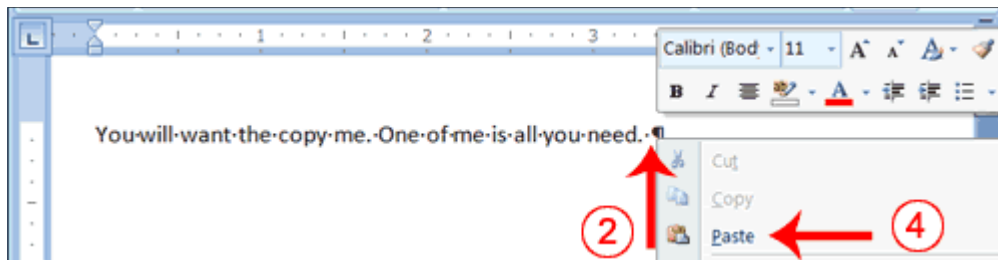 1 2 3
Calibri (Bod 11 A A A
B I A
You·will·want·the·copy·me.·One·of·me·is·all·you·need.·¶
Cut
Copy
2 Paste 4